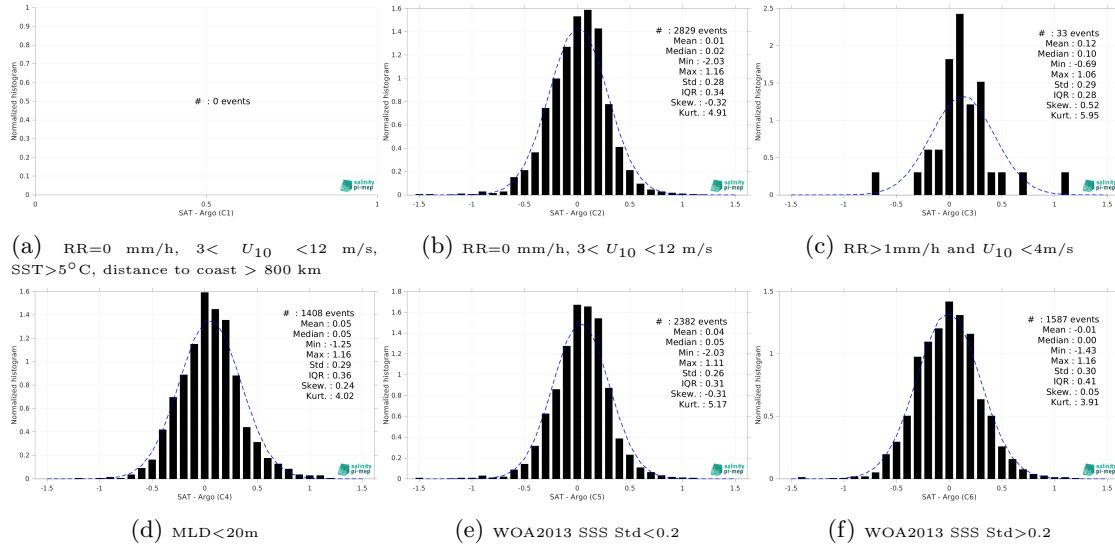 1
0.9
0.8
0.7
0.6
0.5
0.4
0.3
0.2
0.1
0
Normalized histogram
# : 0 events
salinity
pi-mep
0 0.5 1
SAT - Argo (C1)
(a) RR=0 mm/h, 3< U10 <12 m/s,
SST>5°C, distance to coast > 800 km
1.6
1.4
1.2
1
0.8
0.6
0.4
0.2
0
Normalized histogram
# : 2829 events
Mean : 0.01
Median : 0.02
Min : -2.03
Max : 1.16
Std : 0.28
IQR : 0.34
Skew. : -0.32
Kurt. : 4.91
salinity
pi-mep
-1.5 -1 -0.5 0 0.5 1 1.5
SAT - Argo (C2)
(b) RR=0 mm/h, 3< U10 <12 m/s
2.5
2
1.5
1
0.5
0
Normalized histogram
# : 33 events
Mean : 0.12
Median : 0.10
Min : -0.69
Max : 1.06
Std : 0.29
IQR : 0.28
Skew. : 0.52
Kurt. : 5.95
salinity
pi-mep
-1.5 -1 -0.5 0 0.5 1 1.5
SAT - Argo (C3)
(c) RR>1mm/h and U10 <4m/s
1.6
1.4
1.2
1
0.8
0.6
0.4
0.2
0
Normalized histogram
# : 1408 events
Mean : 0.05
Median : 0.05
Min : -1.25
Max : 1.16
Std : 0.29
IQR : 0.36
Skew. : 0.24
Kurt. : 4.02
salinity
pi-mep
-1.5 -1 -0.5 0 0.5 1 1.5
SAT - Argo (C4)
(d) MLD<20m
1.8
1.6
1.4
1.2
1
0.8
0.6
0.4
0.2
0
Normalized histogram
# : 2382 events
Mean : 0.04
Median : 0.05
Min : -2.03
Max : 1.11
Std : 0.26
IQR : 0.31
Skew. : -0.31
Kurt. : 5.17
salinity
pi-mep
-1.5 -1 -0.5 0 0.5 1 1.5
SAT - Argo (C5)
(e) WOA2013 SSS Std<0.2
1.5
1
0.5
0
Normalized histogram
# : 1587 events
Mean : -0.01
Median : 0.00
Min : -1.43
Max : 1.16
Std : 0.30
IQR : 0.41
Skew. : 0.05
Kurt. : 3.91
salinity
pi-mep
-1.5 -1 -0.5 0 0.5 1 1.5
SAT - Argo (C6)
(f) WOA2013 SSS Std>0.2